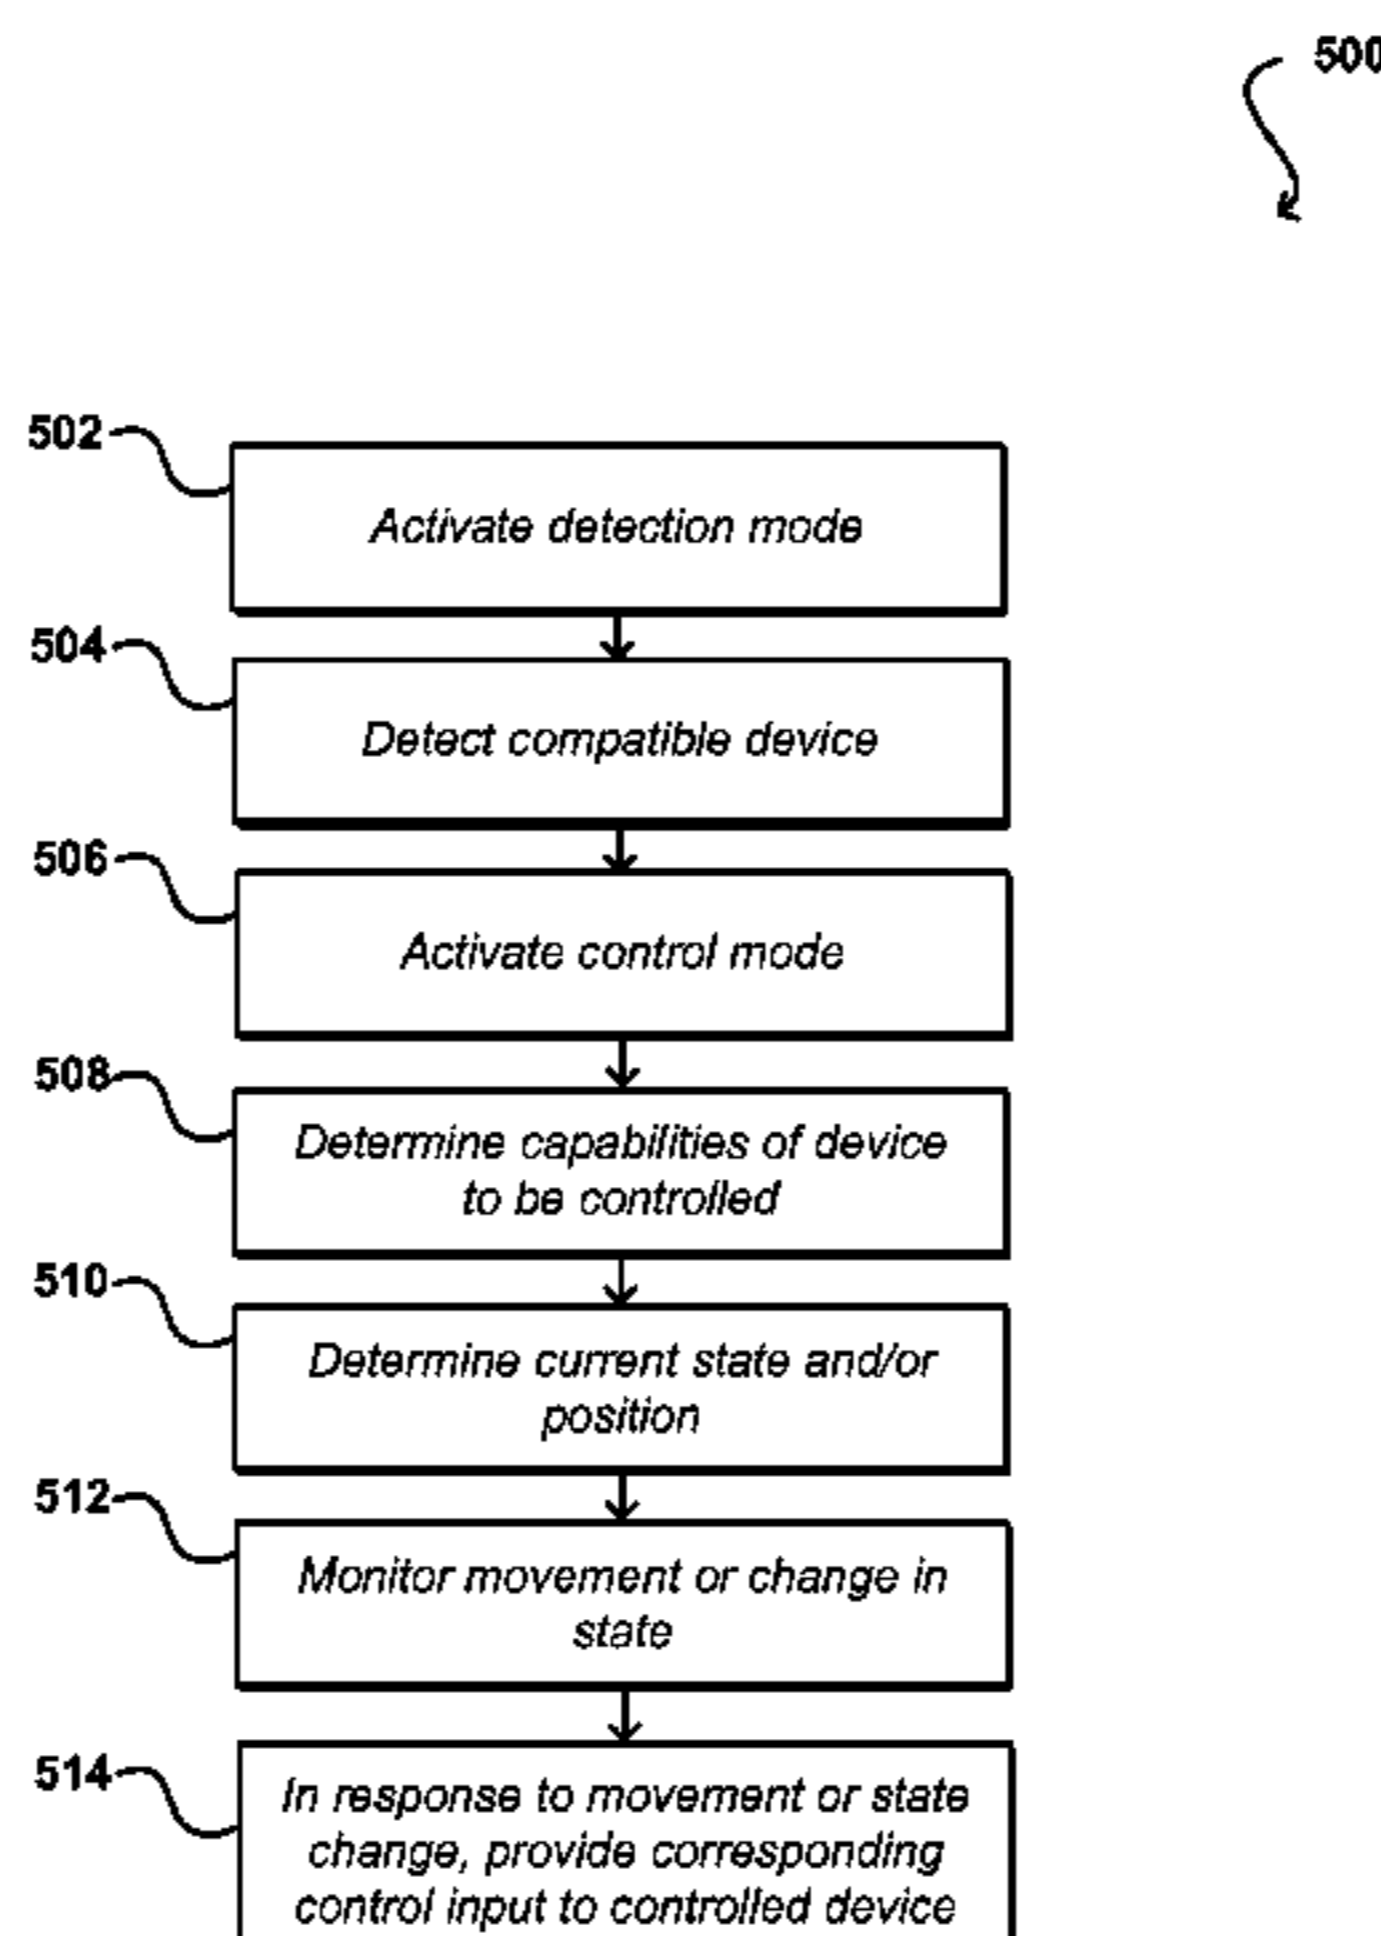 500
502
Activate detection mode
504
Detect compatible device
506
Activate control mode
508
Determine capabilities of device
to be controlled
510
Determine current state and/or
position
512
Monitor movement or change in
state
514
In response to movement or state
change, provide corresponding
control input to controlled device